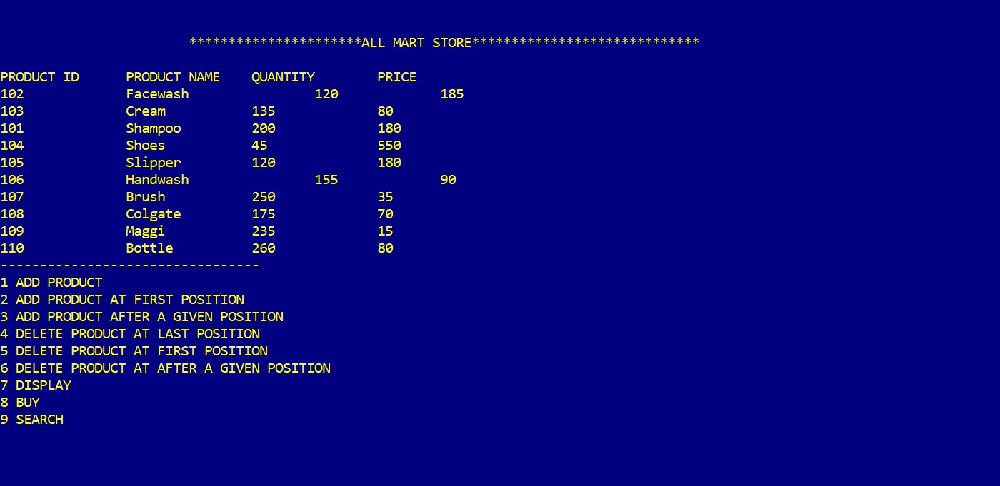 **********************ALL MART STORE*****************************
PRODUCT ID PRODUCT NAME QUANTITY PRICE
102 Facewash 120 185
103 Cream 135 80
101 Shampoo 200 180
104 Shoes 45 550
105 Slipper 120 180
106 Handwash 155 90
107 Brush 250 35
108 Colgate 175 70
109 Maggi 235 15
110 Bottle 260 80
---------------------------------
1 ADD PRODUCT
2 ADD PRODUCT AT FIRST POSITION
3 ADD PRODUCT AFTER A GIVEN POSITION
4 DELETE PRODUCT AT LAST POSITION
5 DELETE PRODUCT AT FIRST POSITION
6 DELETE PRODUCT AT AFTER A GIVEN POSITION
7 DISPLAY
8 BUY
9 SEARCH